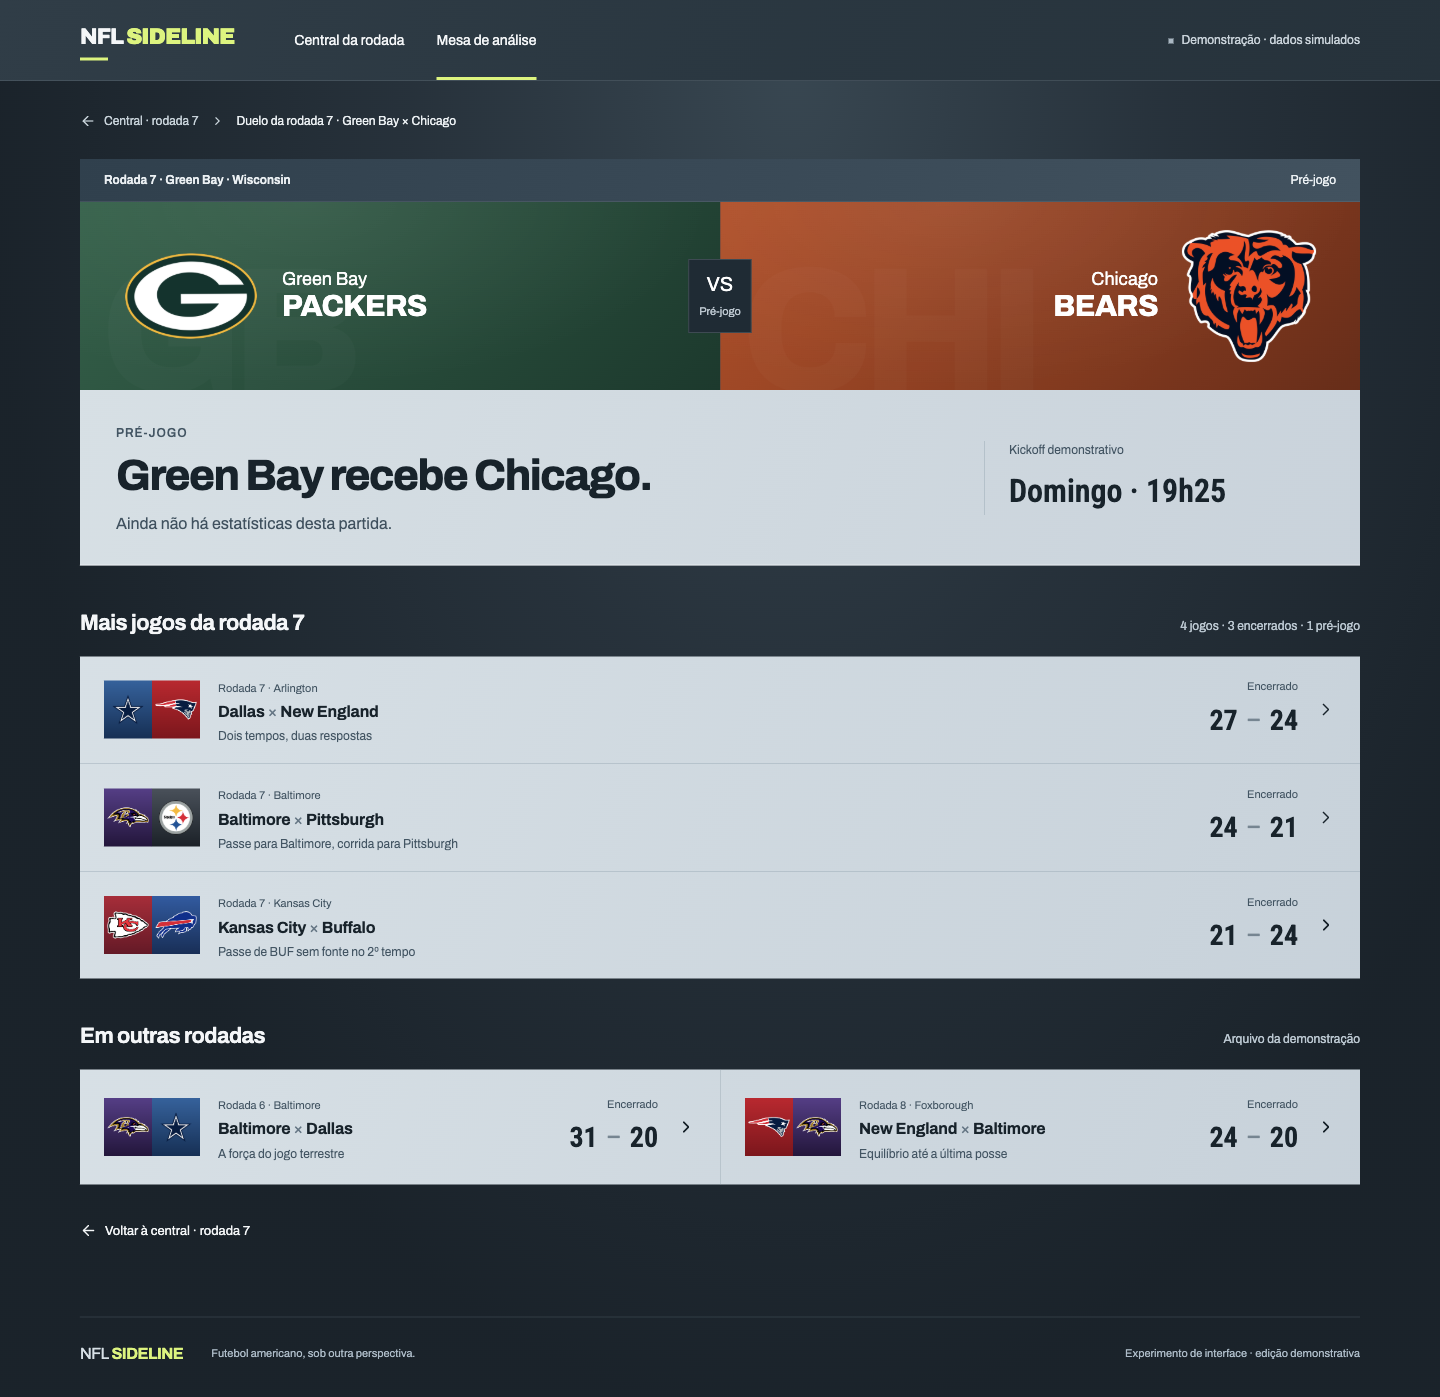 NFL SIDELINE
Central da rodada
Mesa de análise
Demonstração · dados simulados
Central · rodada 7
Duelo da rodada 7 · Green Bay × Chicago
Rodada 7 · Green Bay · Wisconsin
Pré-jogo
GB
G
Green Bay
PACKERS
VS
Pré-jogo
CHI
Chicago
BEARS
PRÉ-JOGO
Green Bay recebe Chicago.
Ainda não há estatísticas desta partida.
Kickoff demonstrativo
Domingo · 19h25
Mais jogos da rodada 7
4 jogos · 3 encerrados · 1 pré-jogo
Rodada 7 · Arlington
Dallas × New England
Dois tempos, duas respostas
Encerrado
27 – 24
Rodada 7 · Baltimore
Baltimore × Pittsburgh
Passe para Baltimore, corrida para Pittsburgh
Encerrado
24 – 21
KC
Rodada 7 · Kansas City
Kansas City × Buffalo
Passe de BUF sem fonte no 2º tempo
Encerrado
21 – 24
Em outras rodadas
Arquivo da demonstração
Rodada 6 · Baltimore
Baltimore × Dallas
A força do jogo terrestre
Encerrado
31 – 20
Rodada 8 · Foxborough
New England × Baltimore
Equilíbrio até a última posse
Encerrado
24 – 20
Voltar à central · rodada 7
NFL SIDELINE
Futebol americano, sob outra perspectiva.
Experimento de interface · edição demonstrativa